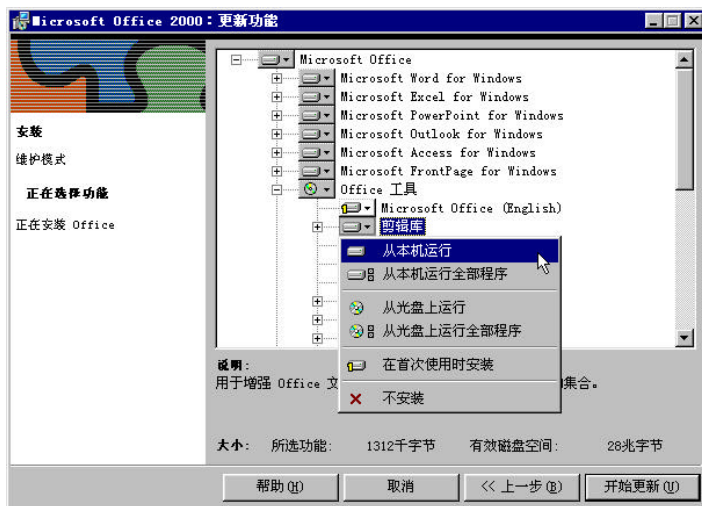 Microsoft Office 2000：更新功能
安装
维护模式
正在选择功能
正在安装 Office
Microsoft Office
Microsoft Word for Windows
Microsoft Excel for Windows
Microsoft PowerPoint for Windows
Microsoft Outlook for Windows
Microsoft Access for Windows
Microsoft FrontPage for Windows
Office 工具
Microsoft Office (English)
剪辑库
从本机运行
从本机运行全部程序
从光盘上运行
从光盘上运行全部程序
在首次使用时安装
不安装
说明：
用于增强 Office 文
集合。
大小： 所选功能： 1312千字节 有效磁盘空间： 28兆字节
帮助(H) 取消 << 上一步(B) 开始更新(U)